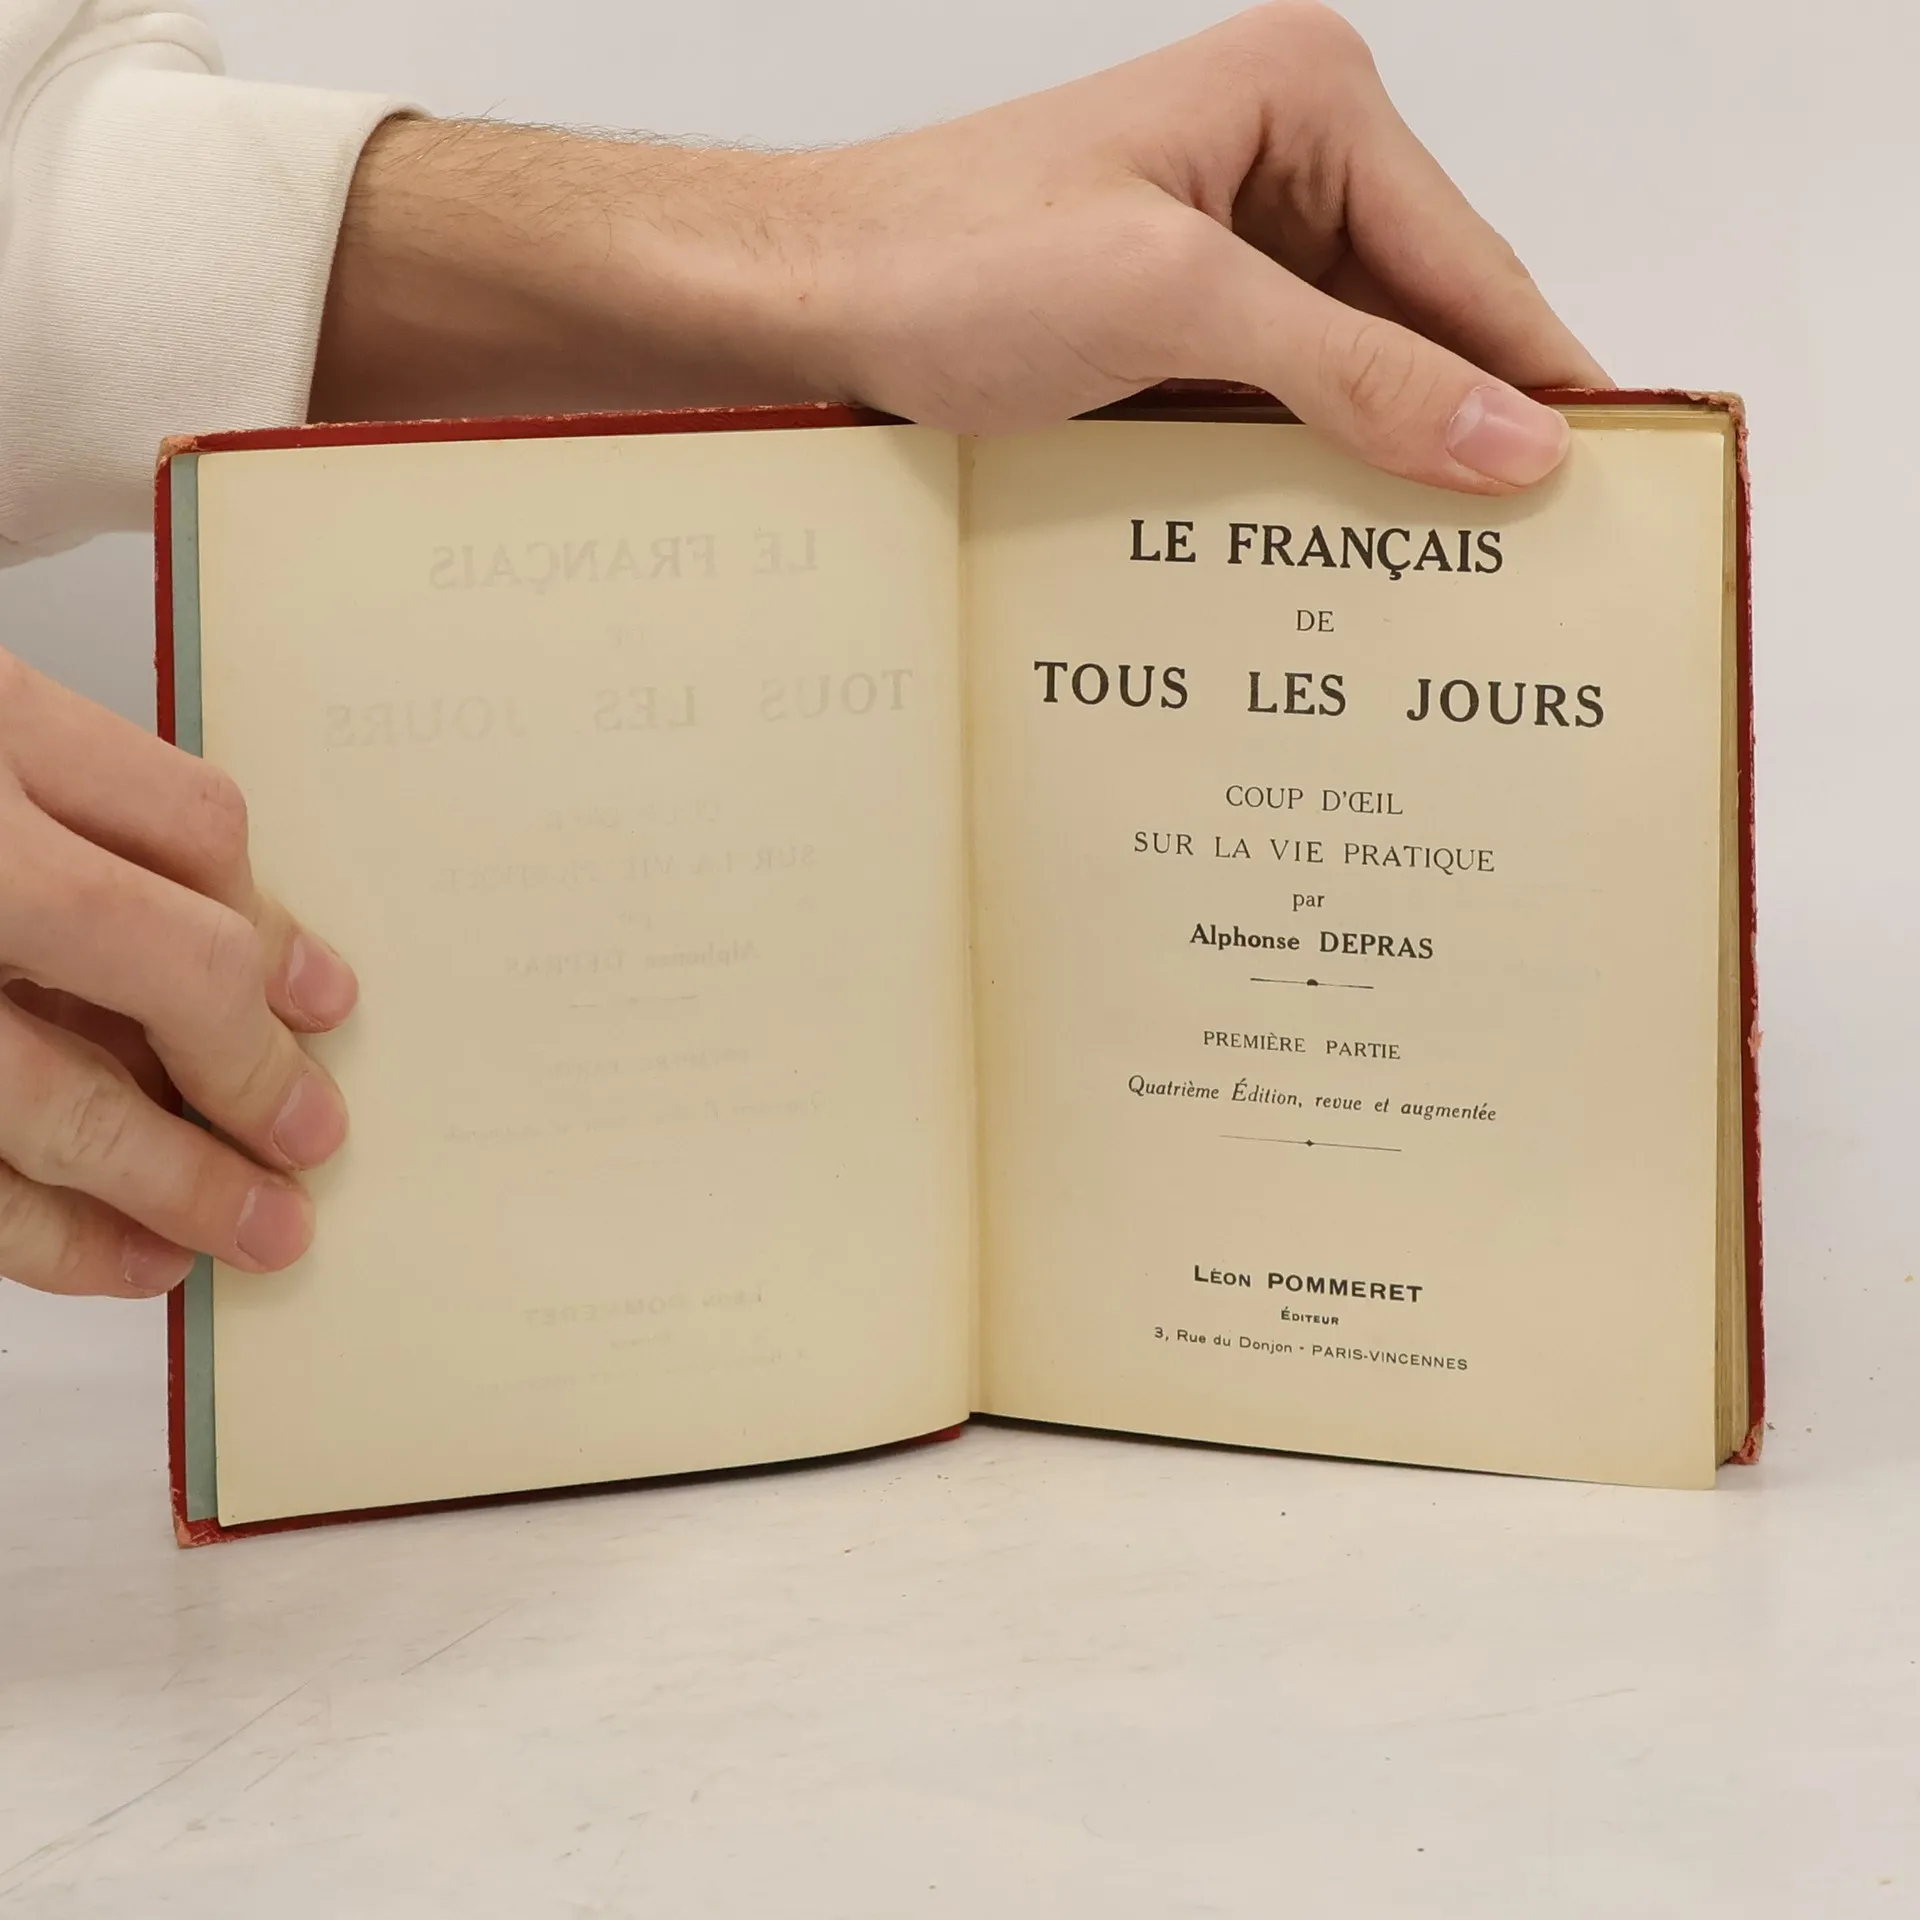 LE FRANÇAIS
DE
TOUS LES JOURS
COUP D'ŒIL
SUR LA VIE PRATIQUE
par
Alphonse DEPRAS
PREMIÈRE PARTIE
Quatrième Édition, revue et augmentée
LÉON POMMERET
ÉDITEUR
3, Rue du Donjon - PARIS-VINCENNES